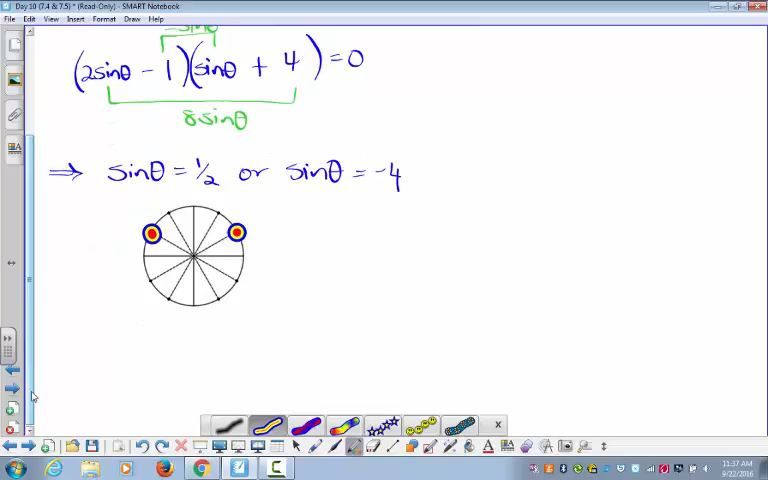 Day 10 (7.4 & 7.5) * (Read-Only) - SMART Notebook
File Edit View Insert Format Draw Help
-sinθ
(2sinθ - 1)(sinθ + 4) = 0
8sinθ
⇒ sinθ = 1/2 or sinθ = -4
11:37 AM
9/22/2016